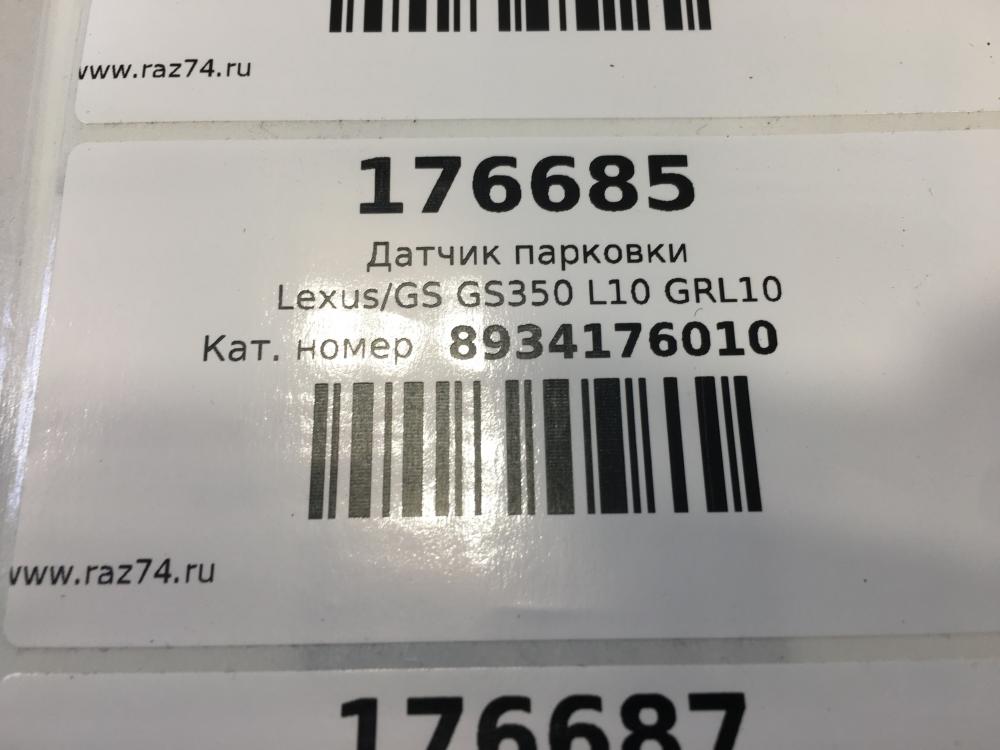 www.raz74.ru
176685
Датчик парковки
Lexus/GS GS350 L10 GRL10
Кат. номер 8934176010
www.raz74.ru
176687